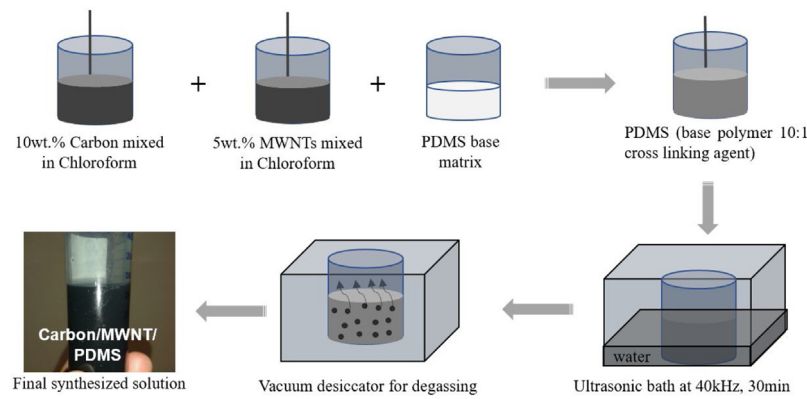 +
+
10wt.% Carbon mixed
in Chloroform
5wt.% MWNTs mixed
in Chloroform
PDMS base
matrix
PDMS (base polymer 10:1
cross linking agent)
Carbon/MWNT/
PDMS
water
Final synthesized solution
Vacuum desiccator for degassing
Ultrasonic bath at 40kHz, 30min